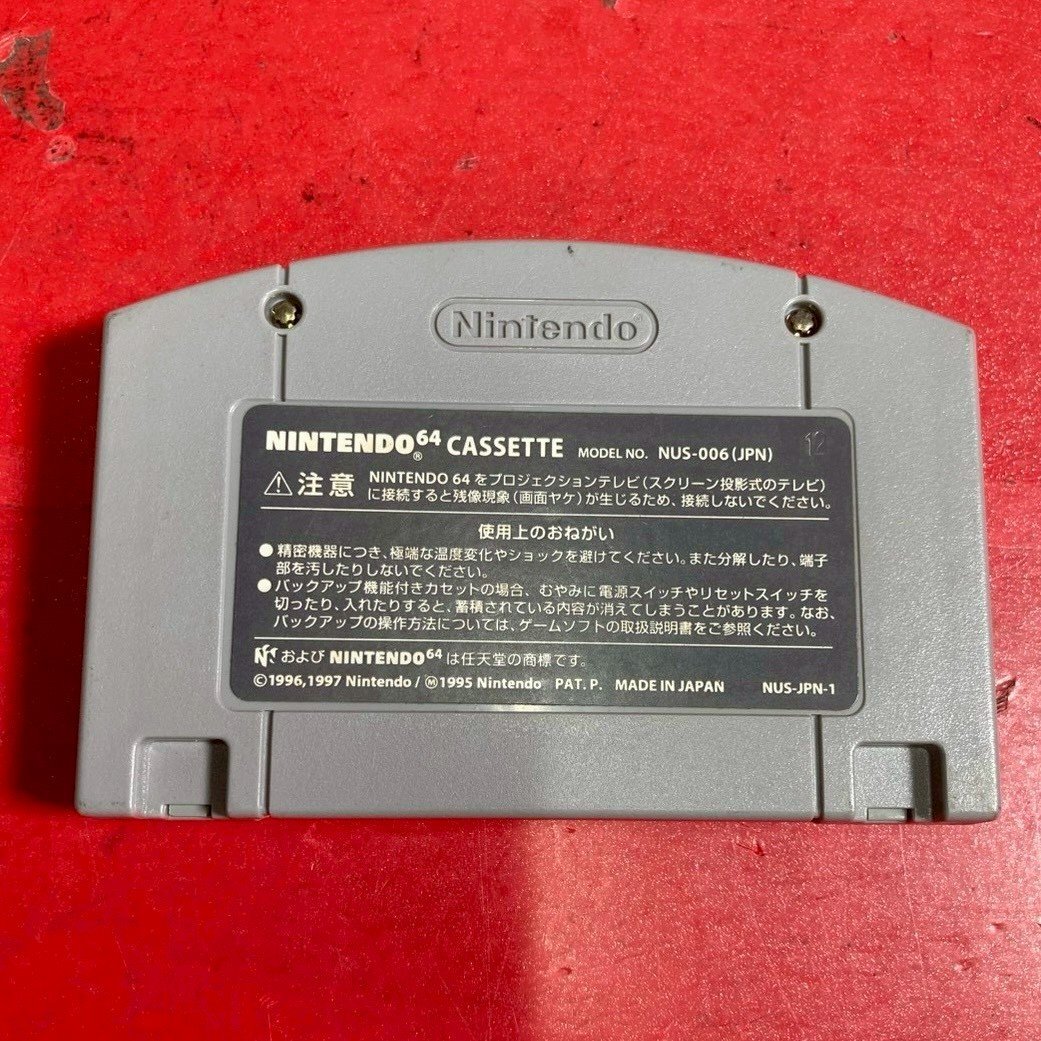 Nintendo®
NINTENDO64® CASSETTE MODEL NO. NUS-006(JPN) 12
⚠注意 NINTENDO 64をプロジェクションテレビ(スクリーン投影式のテレビ)
に接続すると残像現象(画面ヤケ)が生じるため、接続しないでください。
使用上のおねがい
●精密機器につき、極端な温度変化やショックを避けてください。また分解したり、端子
部を汚したりしないでください。
●バックアップ機能付きカセットの場合、むやみに電源スイッチやリセットスイッチを
切ったり、入れたりすると、蓄積されている内容が消えてしまうことがあります。なお、
バックアップの操作方法については、ゲームソフトの取扱説明書をご参照ください。
および NINTENDO64 は任天堂の商標です。
©1996,1997 Nintendo / Ⓜ1995 Nintendo PAT. P. MADE IN JAPAN NUS-JPN-1